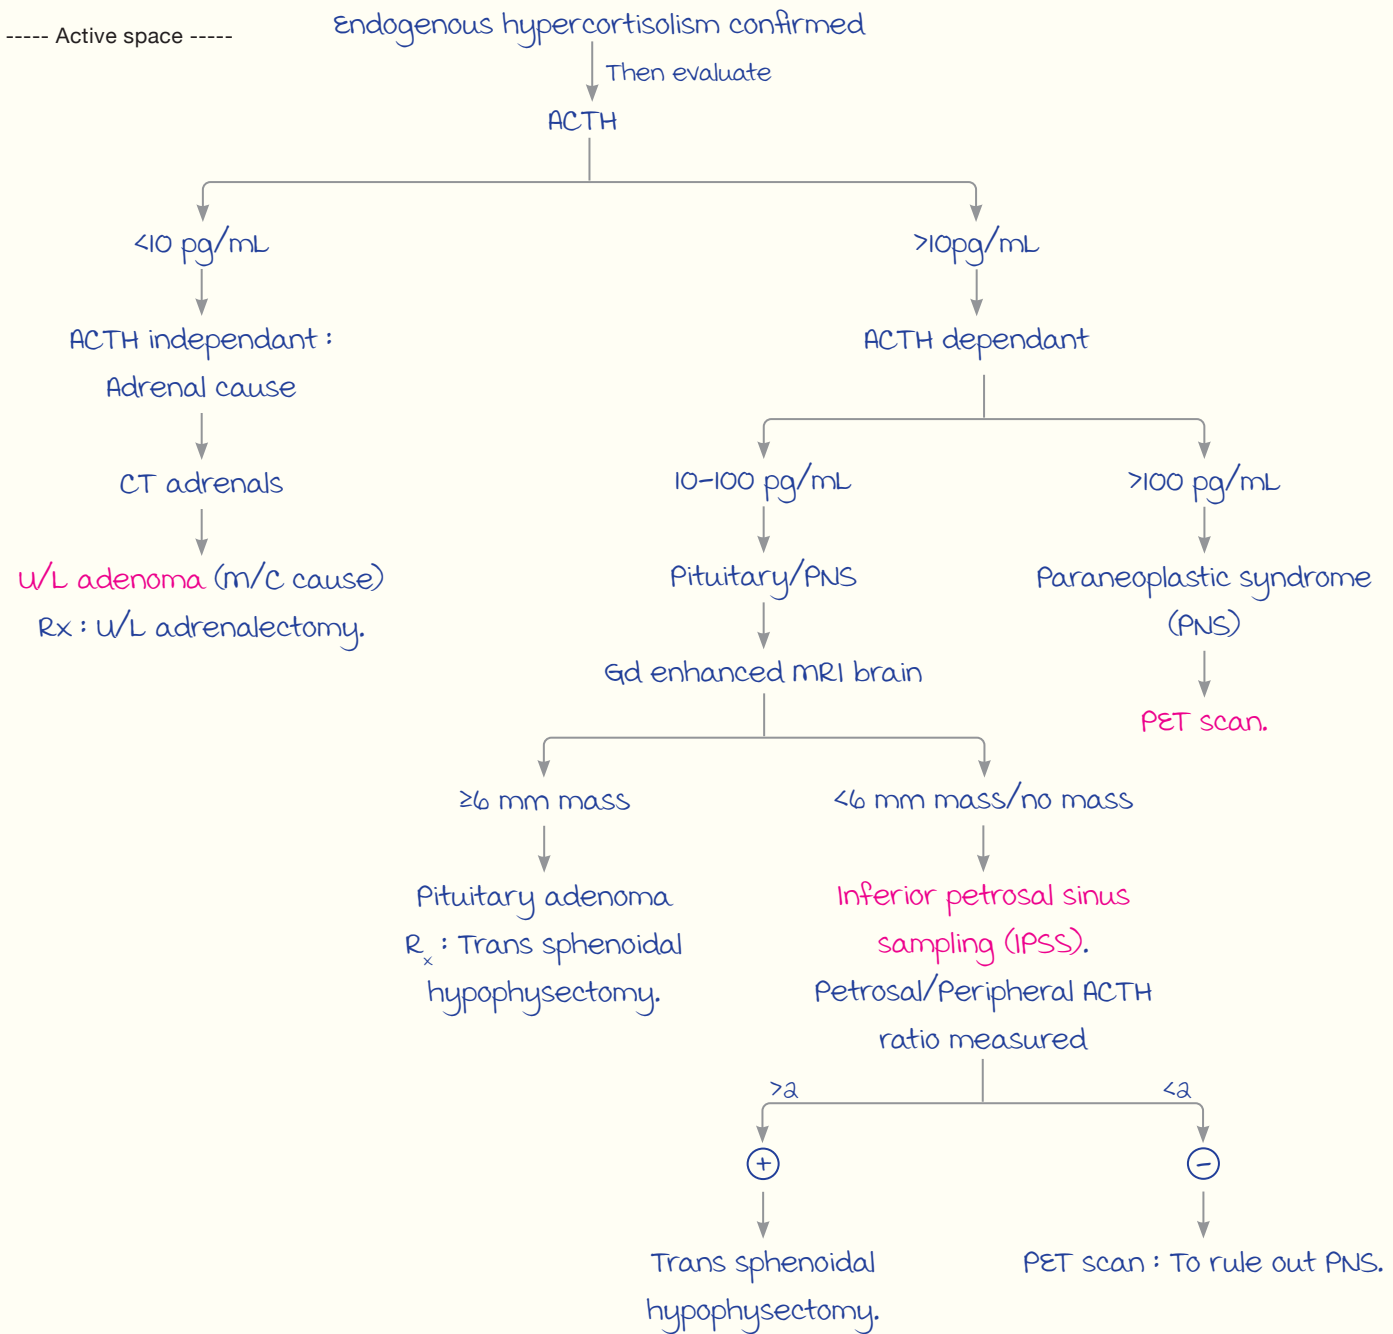 ----- Active space -----
Endogenous hypercortisolism confirmed
Then evaluate
ACTH
<10 pg/mL
>10pg/mL
ACTH independant :
Adrenal cause
ACTH dependant
CT adrenals
10-100 pg/mL
>100 pg/mL
U/L adenoma (m/c cause)
Rx : U/L adrenalectomy.
Pituitary/PNS
Paraneoplastic syndrome
(PNS)
Gd enhanced MRI brain
PET scan.
≥6 mm mass
<6 mm mass/no mass
Pituitary adenoma
Rx : Trans sphenoidal
hypophysectomy.
Inferior petrosal sinus
sampling (IPSS).
Petrosal/Peripheral ACTH
ratio measured
>2
<2
+
-
Trans sphenoidal
hypophysectomy.
PET scan : To rule out PNS.